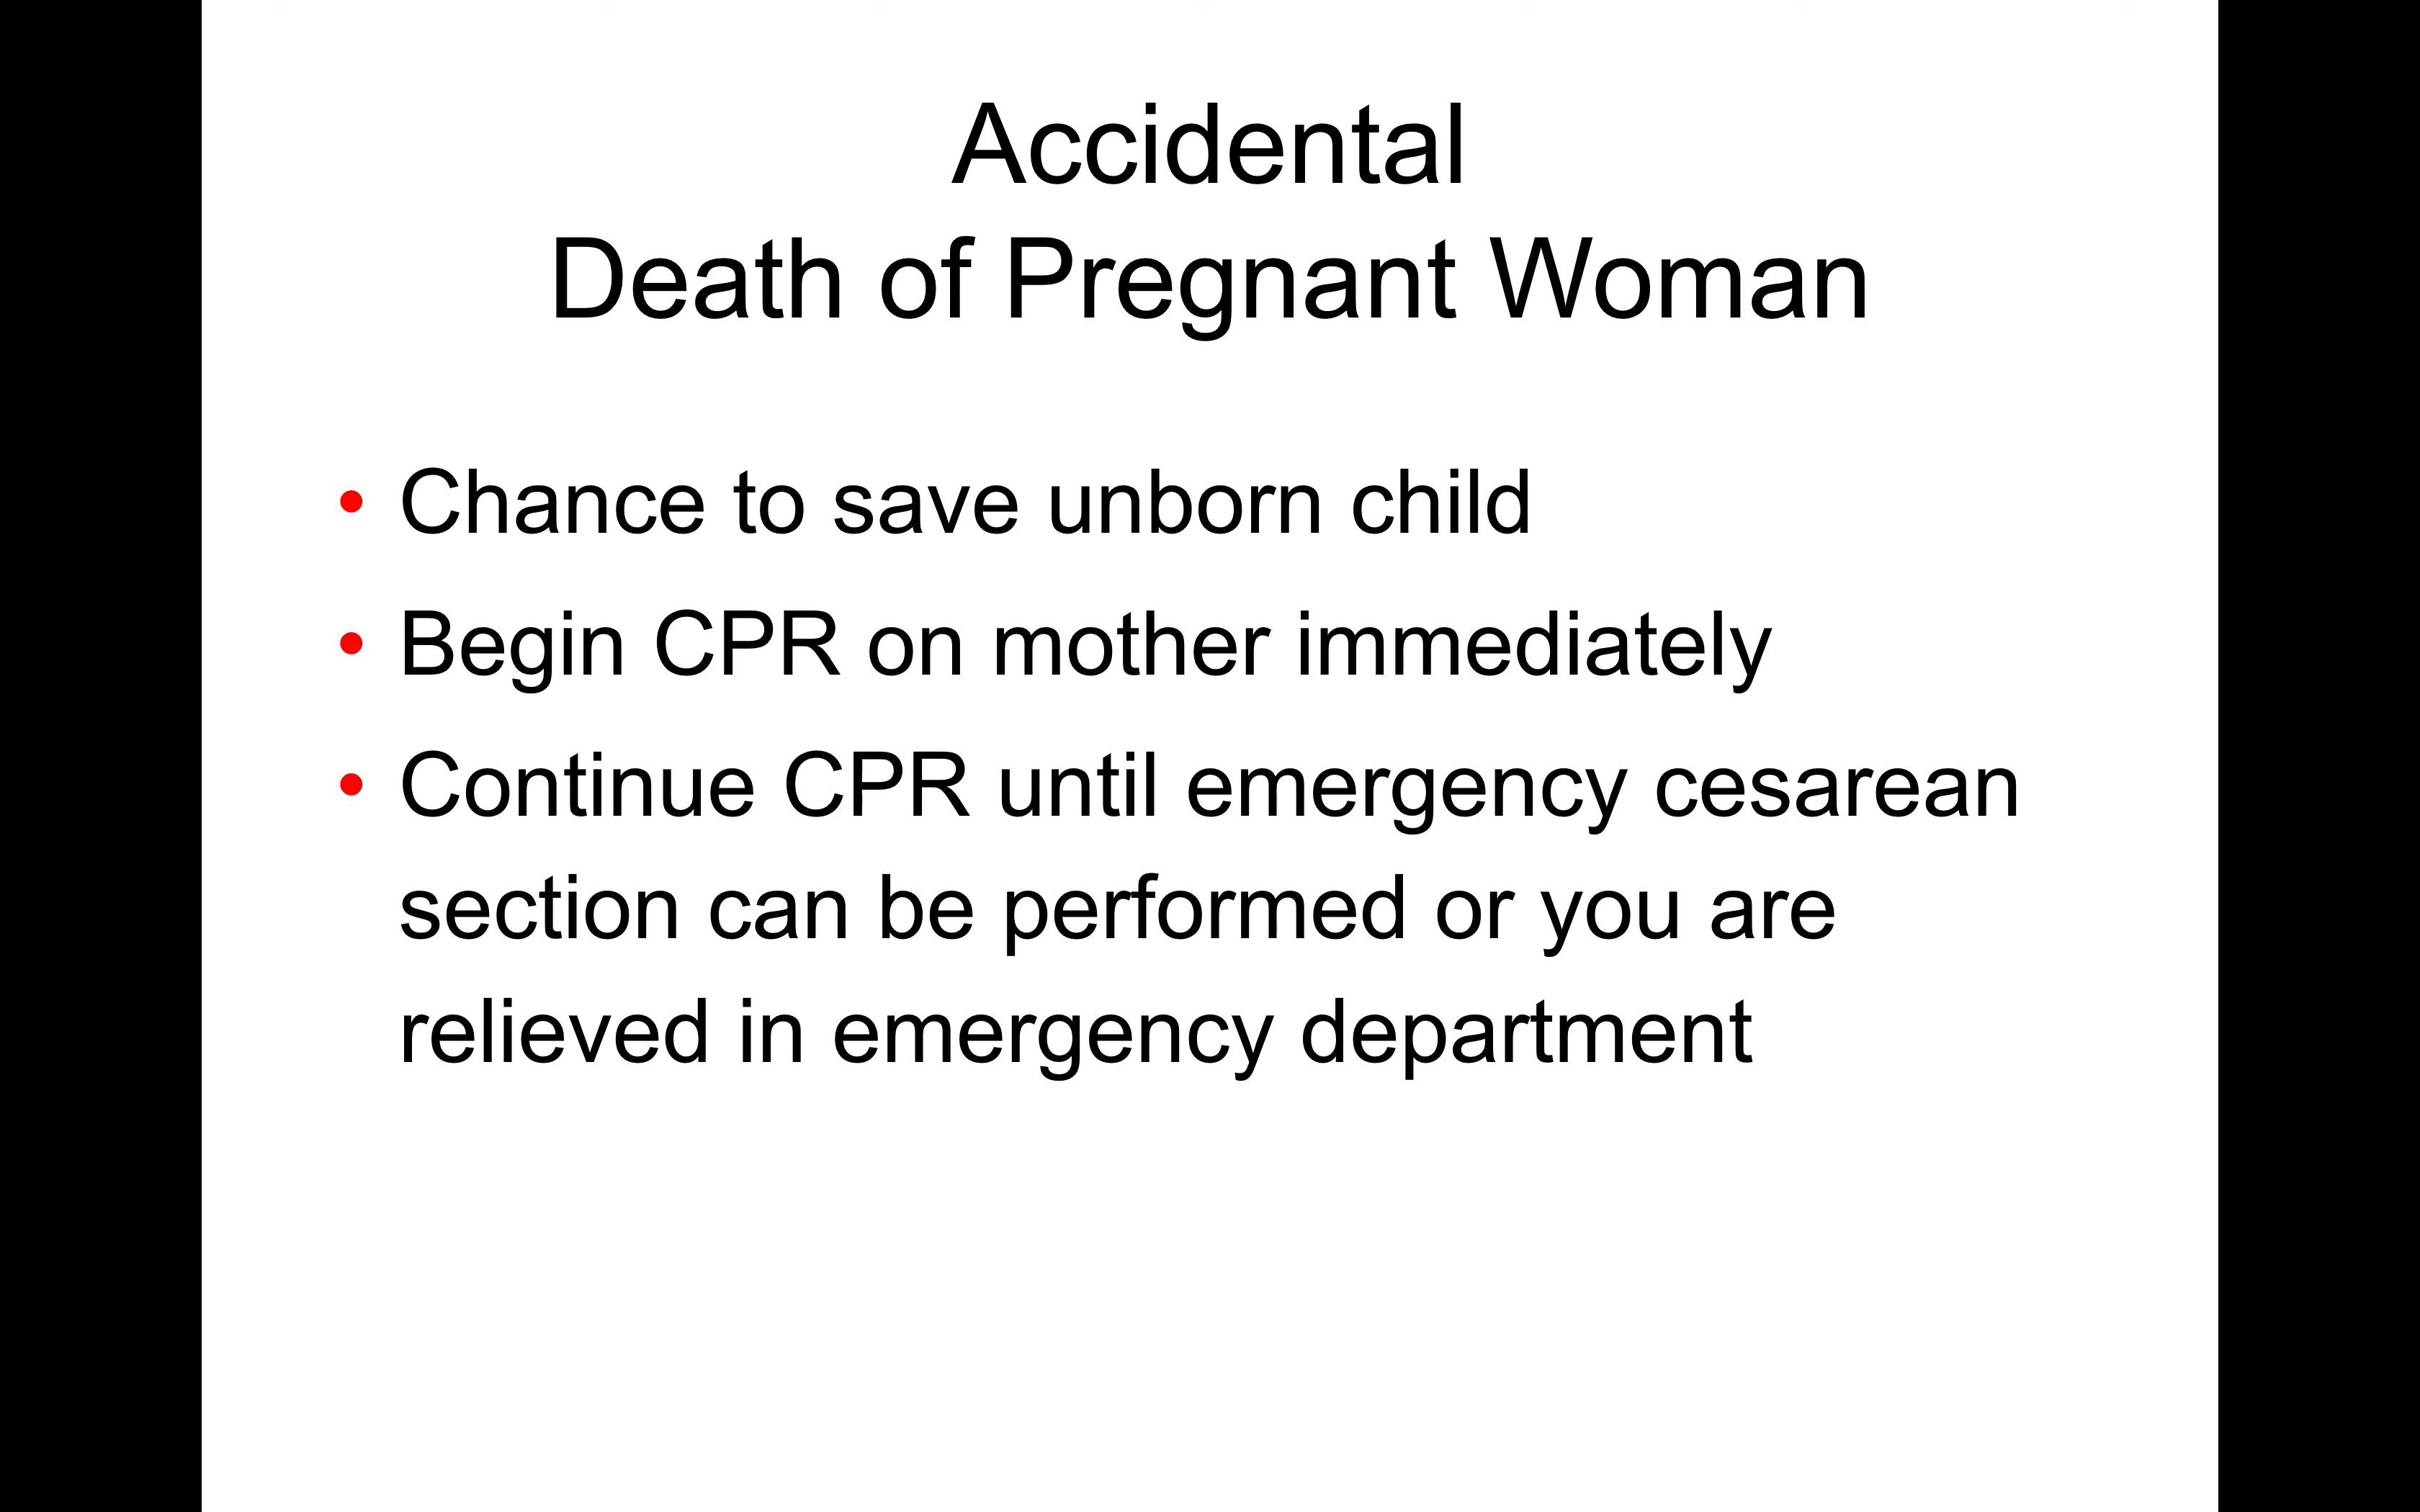 Accidental
Death of Pregnant Woman
• Chance to save unborn child
• Begin CPR on mother immediately
• Continue CPR until emergency cesarean
section can be performed or you are
relieved in emergency department